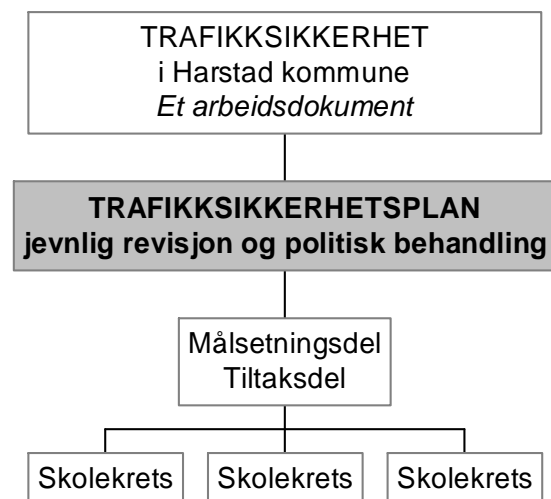 TRAFIKKSIKKERHET
i Harstad kommune
Et arbeidsdokument
TRAFIKKSIKKERHETSPLAN
jevnlig revisjon og politisk behandling
Målsetningsdel
Tiltaksdel
Skolekrets Skolekrets Skolekrets